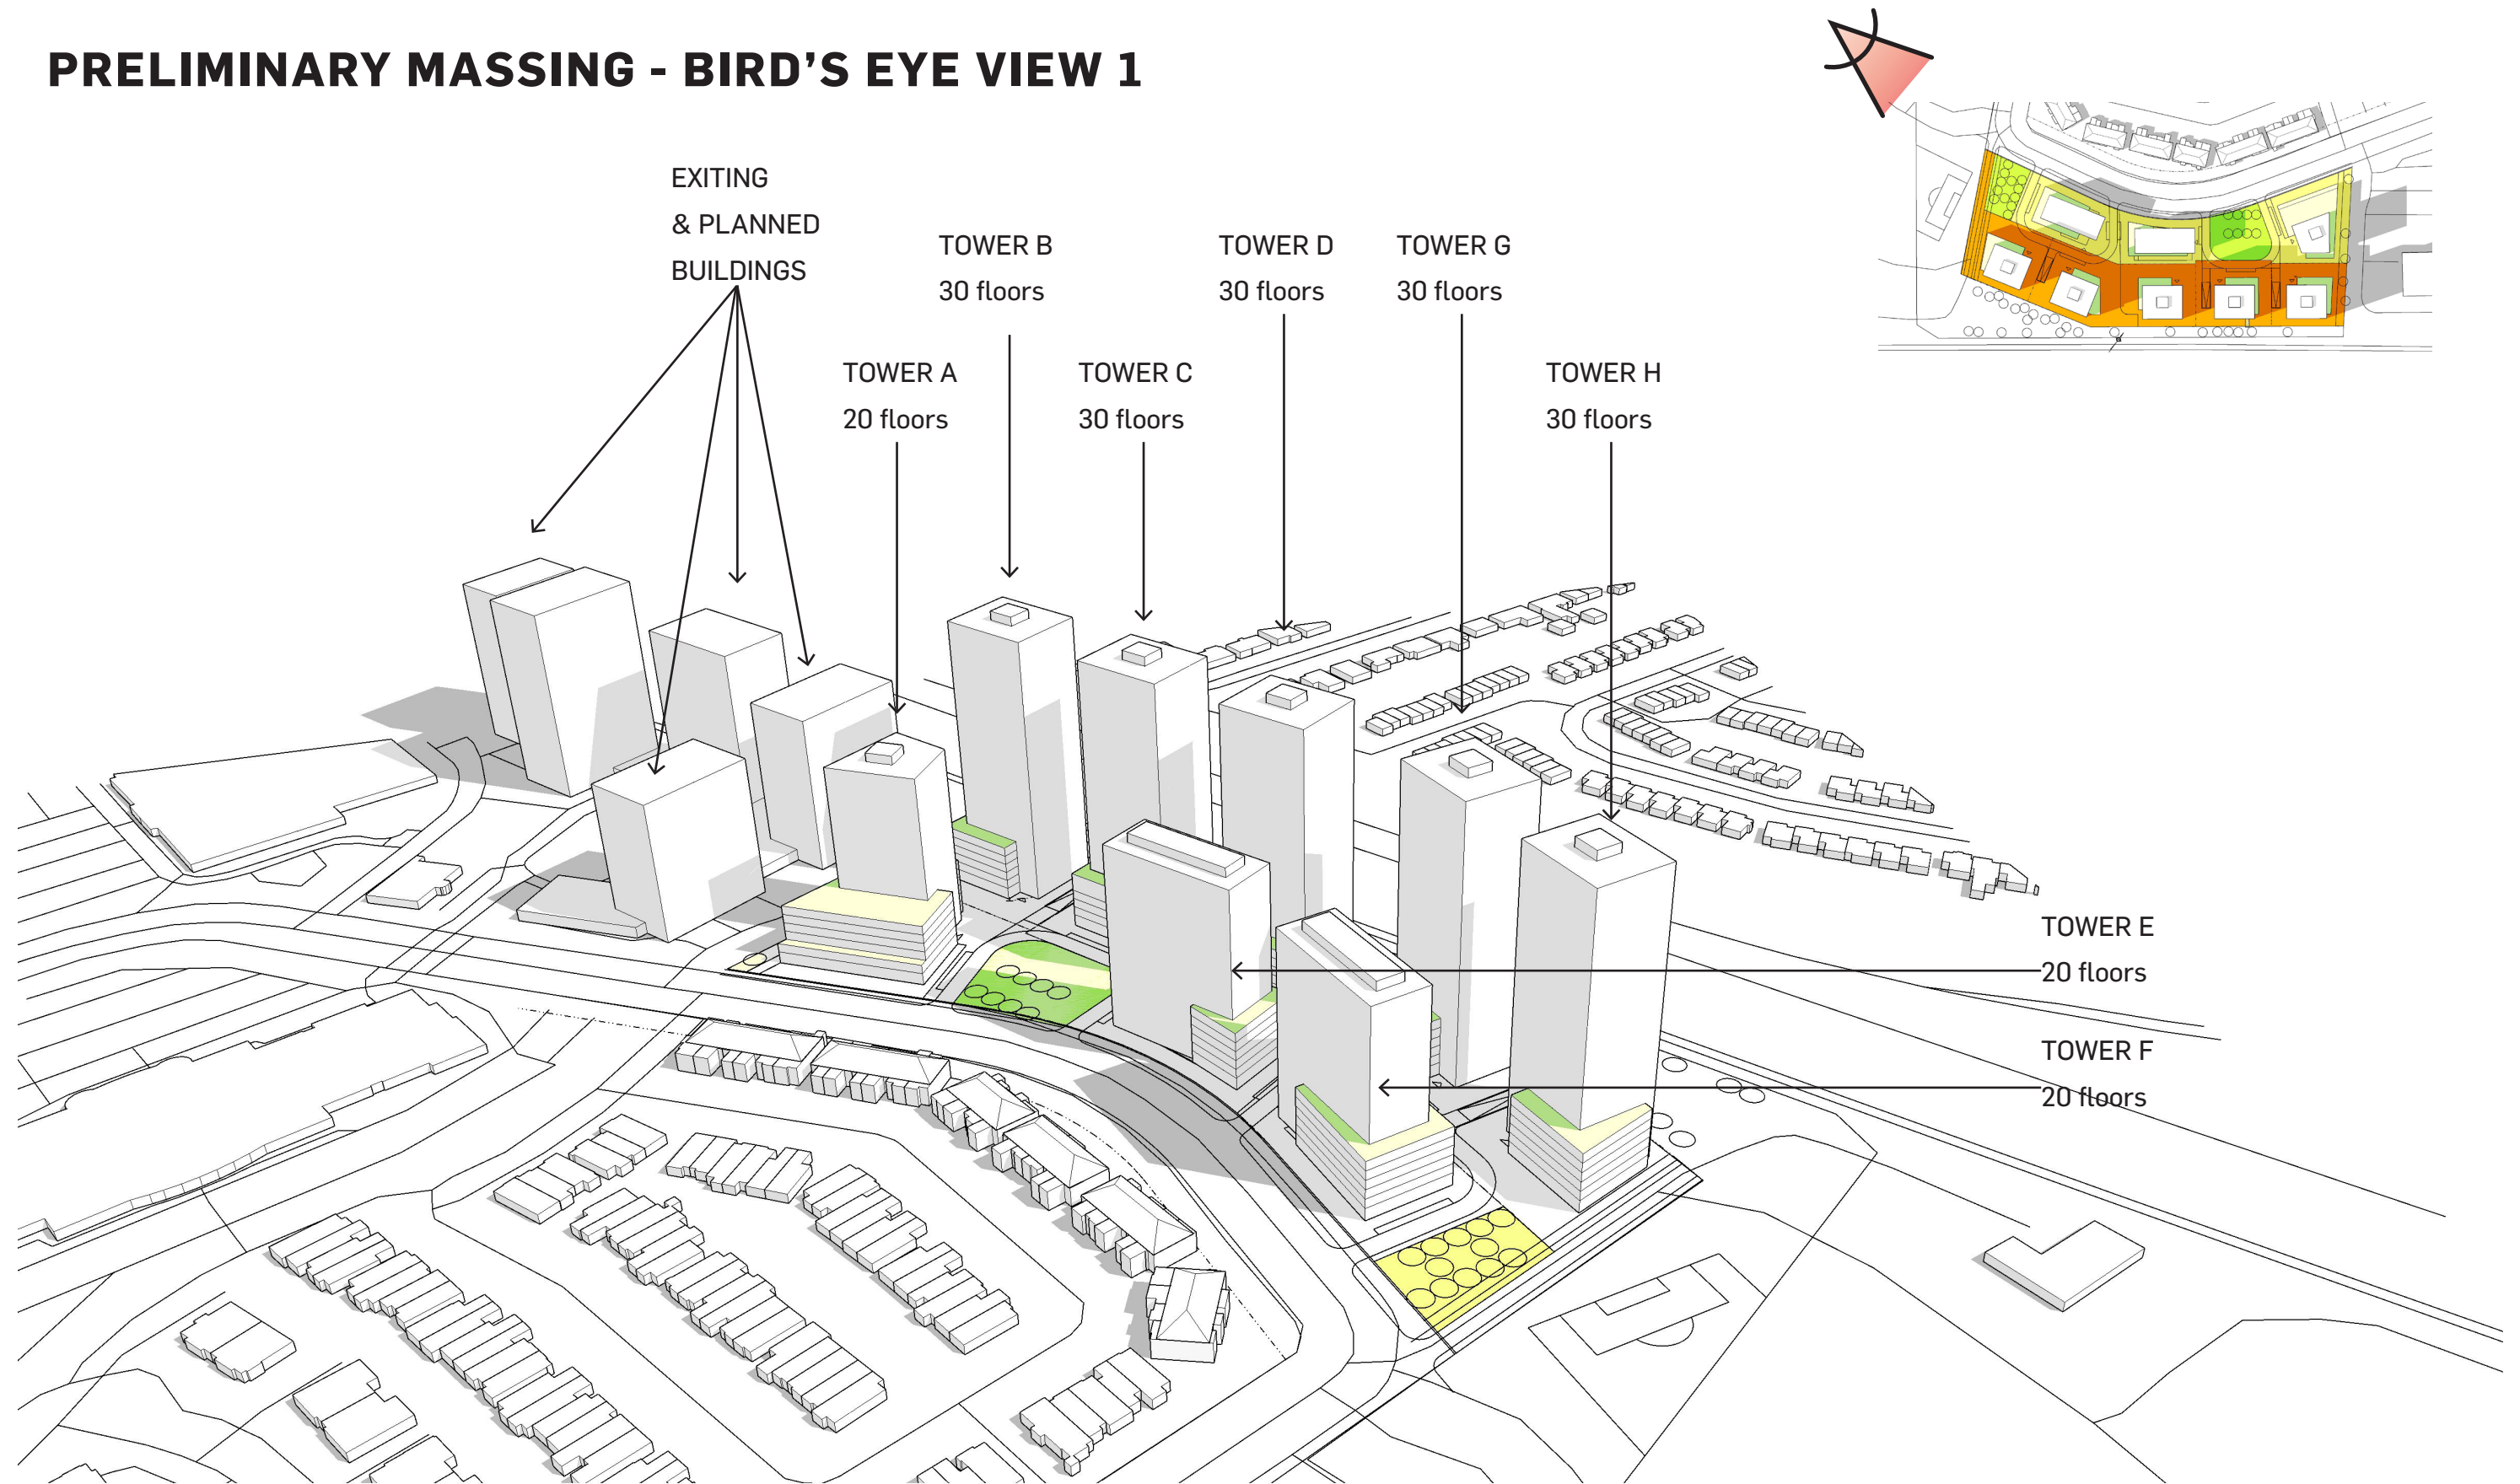 PRELIMINARY MASSING - BIRD'S EYE VIEW 1
EXITING
& PLANNED
BUILDINGS
TOWER B
30 floors
TOWER D
30 floors
TOWER G
30 floors
TOWER A
20 floors
TOWER C
30 floors
TOWER H
30 floors
TOWER E
20 floors
TOWER F
20 floors